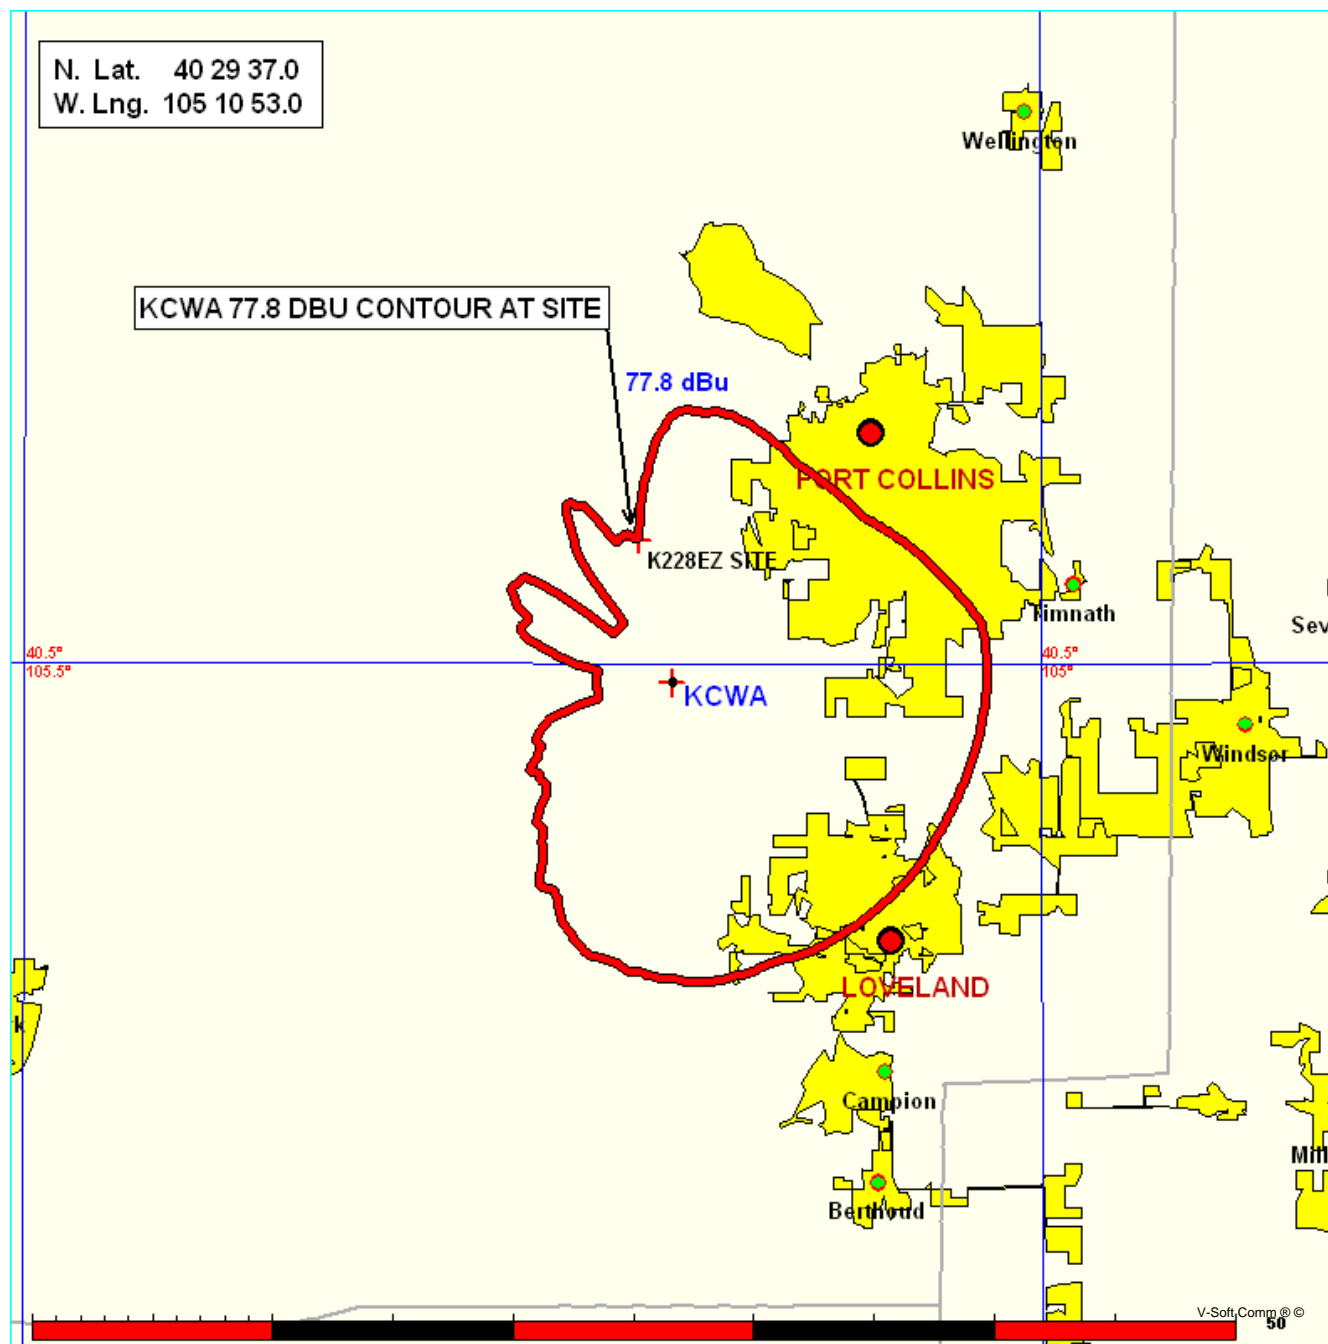 N. Lat. 40 29 37.0
W. Lng. 105 10 53.0
Wellington
KCWA 77.8 DBU CONTOUR AT SITE
77.8 dBu
FORT COLLINS
K228EZ SITE
Timnath
Sev
40.5°
105.5°
40.5°
105°
KCWA
Windsor
LOVELAND
k
Campion
Mill
Berthoud
V-Soft Comm ® ©
50